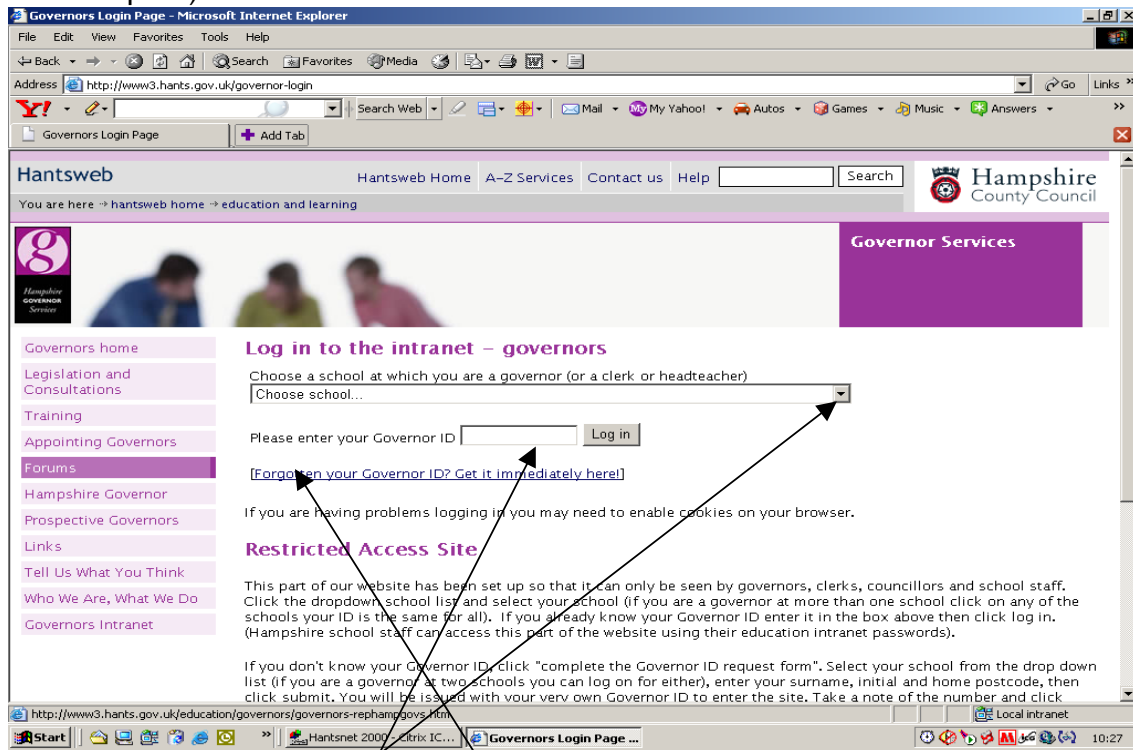 Governors Login Page - Microsoft Internet Explorer
File Edit View Favorites Tools Help
Back Search Favorites Media
Address http://www3.hants.gov.uk/governor-login Go Links
Y! Search Web Mail My Yahoo! Autos Games Music Answers
Governors Login Page Add Tab
Hantsweb Hantsweb Home A–Z Services Contact us Help Search Hampshire
County Council
You are here → hantsweb home → education and learning
g
Hampshire
GOVERNOR
Services
Governor Services
Governors home
Legislation and
Consultations
Training
Appointing Governors
Forums
Hampshire Governor
Prospective Governors
Links
Tell Us What You Think
Who We Are, What We Do
Governors Intranet
Log in to the intranet – governors
Choose a school at which you are a governor (or a clerk or headteacher)
Choose school...
Please enter your Governor ID Log in
[Forgotten your Governor ID? Get it immediately here!]
If you are having problems logging in you may need to enable cookies on your browser.
Restricted Access Site
This part of our website has been set up so that it can only be seen by governors, clerks, councillors and school staff.
Click the dropdown school list and select your school (if you are a governor at more than one school click on any of the
schools your ID is the same for all). If you already know your Governor ID enter it in the box above then click log in.
(Hampshire school staff can access this part of the website using their education intranet passwords).
If you don't know your Governor ID, click "complete the Governor ID request form". Select your school from the drop down
list (if you are a governor at two schools you can log on for either), enter your surname, initial and home postcode, then
click submit. You will be issued with your very own Governor ID to enter the site. Take a note of the number and click
http://www3.hants.gov.uk/education/governors/governors-rephampgovs.htm Local intranet
Start Hantsnet 2000 - Citrix IC... Governors Login Page ... 10:27